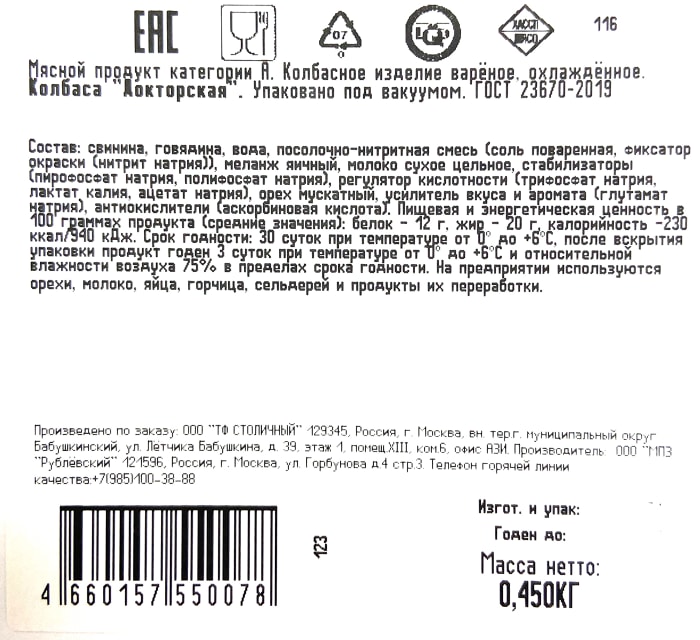 ЕАС 07 ХАССП 116
Мясной продукт категории А. Колбасное изделие варёное, охлаждённое.
Колбаса "Докторская". Упаковано под вакуумом. ГОСТ 23670-2019
Состав: свинина, говядина, вода, посолочно-нитритная смесь (соль поваренная, фиксатор
окраски (нитрит натрия)), меланж яичный, молоко сухое цельное, стабилизаторы
(пирофосфат натрия, полифосфат натрия), регулятор кислотности (трифосфат натрия,
лактат калия, ацетат натрия), орех мускатный, усилитель вкуса и аромата (глутамат
натрия), антиокислители (аскорбиновая кислота). Пищевая и энергетическая ценность в
100 граммах продукта (средние значения): белок - 12 г, жир - 20 г, калорийность -230
ккал/940 кДж. Срок годности: 30 суток при температуре от 0° до +6°С, после вскрытия
упаковки продукт годен 3 суток при температуре от 0° до +6°С и относительной
влажности воздуха 75% в пределах срока годности. На предприятии используются
орехи, молоко, яйца, горчица, сельдерей и продукты их переработки.
Произведено по заказу: ООО "ТФ СТОЛИЧНЫЙ" 129345, Россия, г. Москва, вн. тер.г. муниципальный округ
Бабушкинский, ул. Лётчика Бабушкина, д. 39, этаж 1, помещ.XIII, ком.6, офис А3И. Производитель: ООО "МПЗ
"Рублёвский" 121596, Россия, г. Москва, ул. Горбунова д.4 стр.3. Телефон горячей линии
качества:+7(985)100-38-88
Изгот. и упак:
Годен до:
Масса нетто:
0,450КГ
123
4 660157 550078